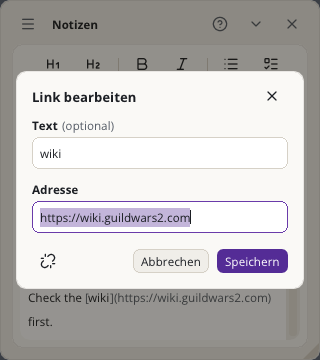 Notizen
H1 H2 B I
Link bearbeiten
Text (optional)
wiki
Adresse
https://wiki.guildwars2.com
Abbrechen
Speichern
Check the [wiki](https://wiki.guildwars2.com)
first.